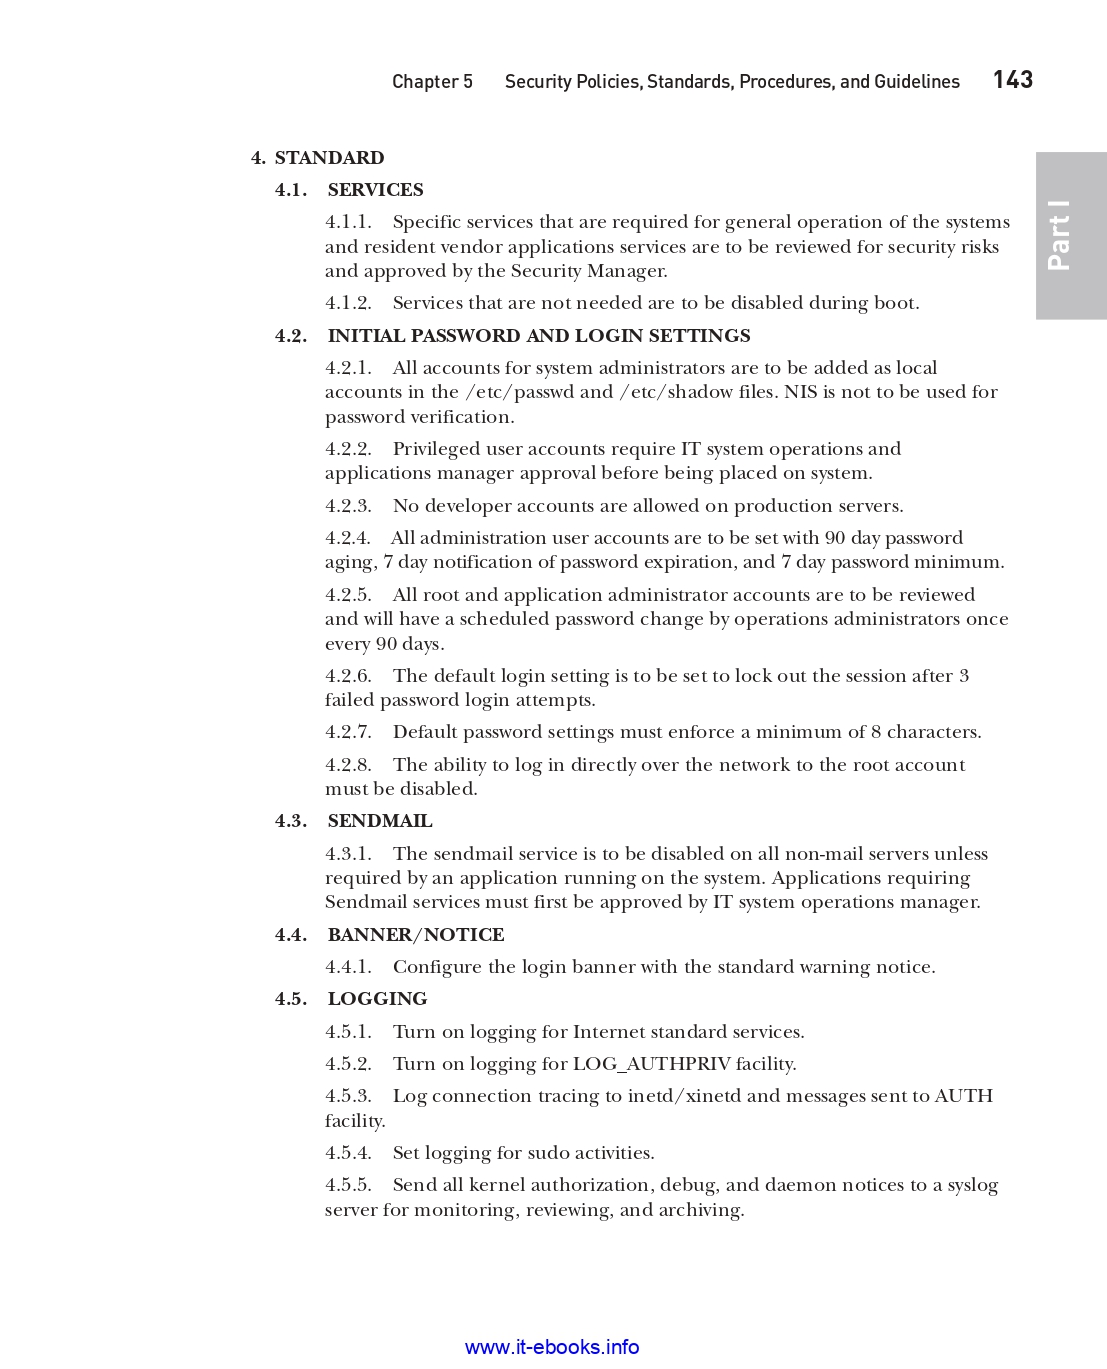 Chapter 5 Security Policies, Standards, Procedures, and Guidelines 143
Part I
4. STANDARD
4.1. SERVICES
4.1.1. Specific services that are required for general operation of the systems
and resident vendor applications services are to be reviewed for security risks
and approved by the Security Manager.
4.1.2. Services that are not needed are to be disabled during boot.
4.2. INITIAL PASSWORD AND LOGIN SETTINGS
4.2.1. All accounts for system administrators are to be added as local
accounts in the /etc/passwd and /etc/shadow files. NIS is not to be used for
password verification.
4.2.2. Privileged user accounts require IT system operations and
applications manager approval before being placed on system.
4.2.3. No developer accounts are allowed on production servers.
4.2.4. All administration user accounts are to be set with 90 day password
aging, 7 day notification of password expiration, and 7 day password minimum.
4.2.5. All root and application administrator accounts are to be reviewed
and will have a scheduled password change by operations administrators once
every 90 days.
4.2.6. The default login setting is to be set to lock out the session after 3
failed password login attempts.
4.2.7. Default password settings must enforce a minimum of 8 characters.
4.2.8. The ability to log in directly over the network to the root account
must be disabled.
4.3. SENDMAIL
4.3.1. The sendmail service is to be disabled on all non-mail servers unless
required by an application running on the system. Applications requiring
Sendmail services must first be approved by IT system operations manager.
4.4. BANNER/NOTICE
4.4.1. Configure the login banner with the standard warning notice.
4.5. LOGGING
4.5.1. Turn on logging for Internet standard services.
4.5.2. Turn on logging for LOG_AUTHPRIV facility.
4.5.3. Log connection tracing to inetd/xinetd and messages sent to AUTH
facility.
4.5.4. Set logging for sudo activities.
4.5.5. Send all kernel authorization, debug, and daemon notices to a syslog
server for monitoring, reviewing, and archiving.
www.it-ebooks.info